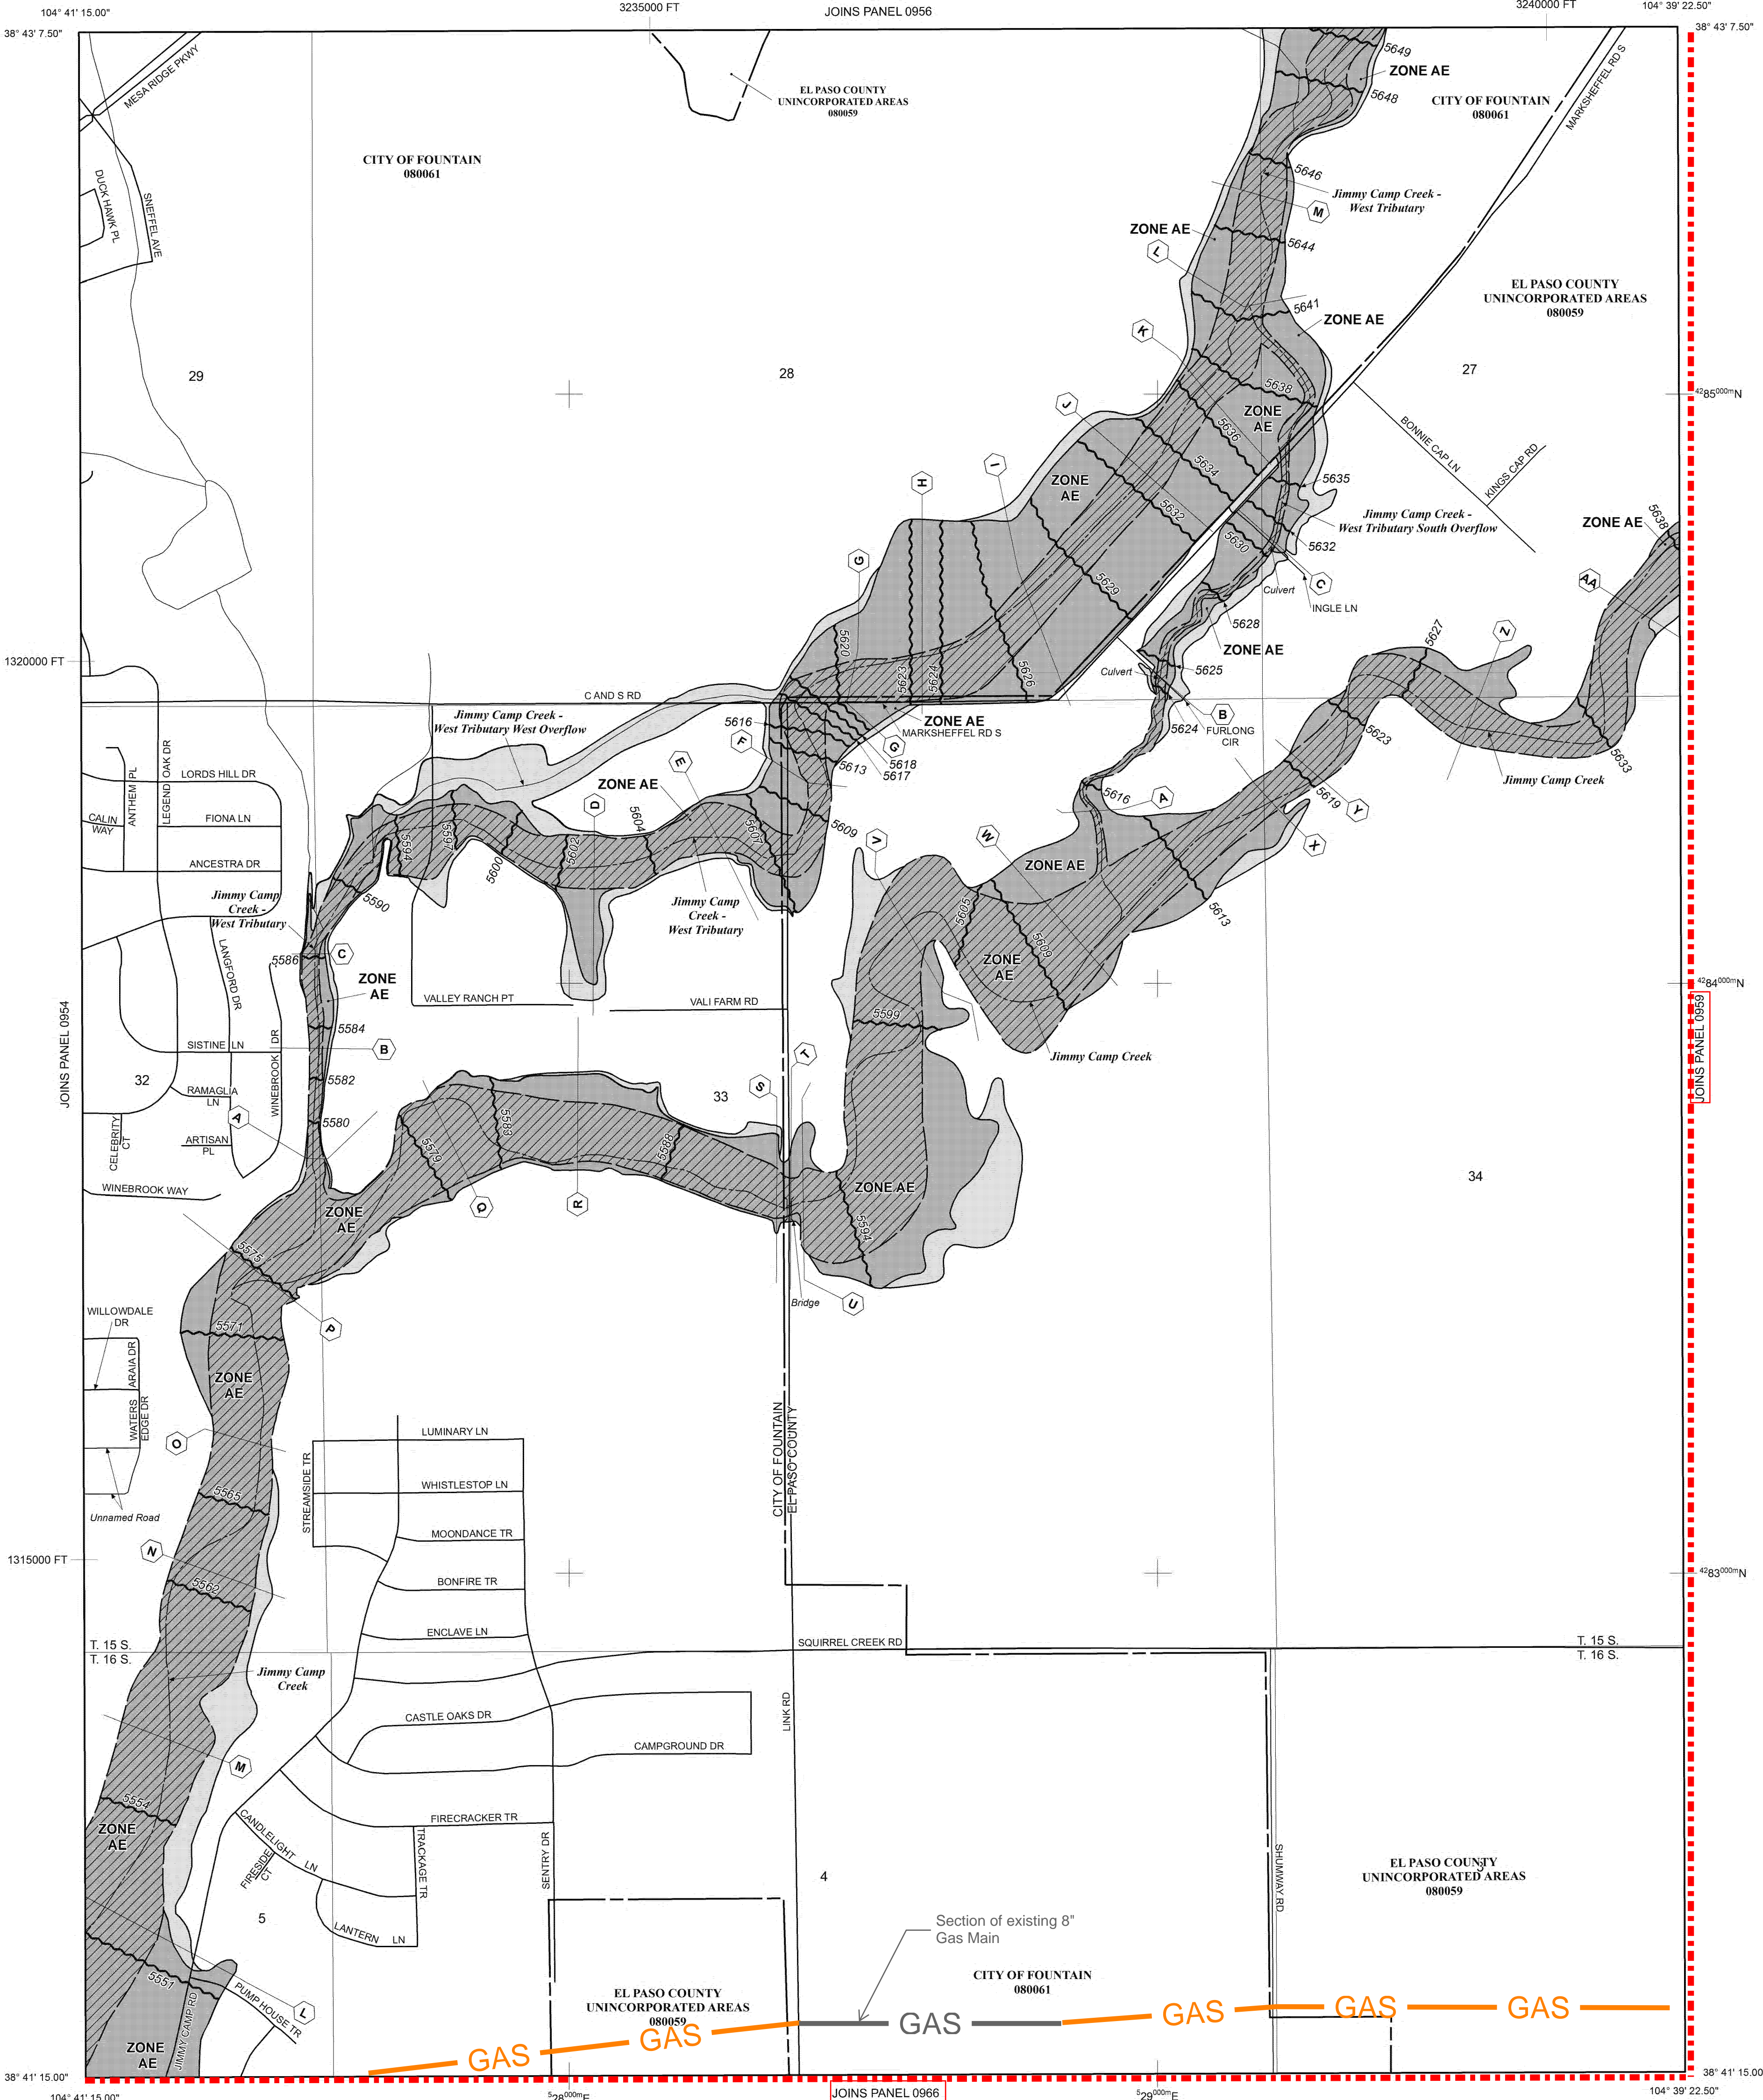 104° 41' 15.00"
3235000 FT
JOINS PANEL 0956
3240000 FT
104° 39' 22.50"
38° 43' 7.50"
38° 43' 7.50"
MESA RIDGE PKWY
EL PASO COUNTY
UNINCORPORATED AREAS
080059
5649
ZONE AE
5648
CITY OF FOUNTAIN
080061
MARKSHEFFEL RD S
CITY OF FOUNTAIN
080061
DUCK HAWK PL
SNEFFEL AVE
5646
Jimmy Camp Creek -
West Tributary
M
ZONE AE
5644
L
EL PASO COUNTY
UNINCORPORATED AREAS
080059
5641
ZONE AE
K
29
28
27
5638
ZONE
AE
4285000mN
J
5636
BONNIE CAP LN
KINGS CAP RD
5634
I
H
ZONE
AE
5635
5632
Jimmy Camp Creek -
West Tributary South Overflow
ZONE AE
5638
5630
5632
G
5629
Culvert
C
INGLE LN
AA
5628
5620
5623
5624
5626
ZONE AE
5627
Z
1320000 FT
5625
Culvert
C AND S RD
Jimmy Camp Creek -
West Tributary West Overflow
5616
F
ZONE AE
MARKSHEFFEL RD S
B
5624
FURLONG
CIR
5623
G
5618
5617
5613
LEGEND OAK DR
ANTHEM PL
LORDS HILL DR
E
ZONE AE
D
5616
A
5619
Y
Jimmy Camp Creek
5633
CALIN
WAY
FIONA LN
5594
5597
5600
5602
5604
5607
5609
V
W
X
ANCESTRA DR
ZONE AE
Jimmy Camp
Creek -
West Tributary
5590
Jimmy Camp
Creek -
West Tributary
5605
5613
5609
LANGFORD DR
5586
C
ZONE
AE
ZONE
AE
VALLEY RANCH PT
VALI FARM RD
4284000mN
JOINS PANEL 0954
JOINS PANEL 0959
5599
5584
SISTINE LN
WINEBROOK DR
B
T
Jimmy Camp Creek
32
5582
RAMAGLIA
LN
S
33
A
5580
CELEBRITY
CT
ARTISAN
PL
5579
5583
5588
34
WINEBROOK WAY
ZONE AE
Q
R
ZONE
AE
5594
5575
Bridge
U
WILLOWDALE
DR
P
5571
ARAIA DR
ZONE
AE
WATERS
EDGE DR
O
LUMINARY LN
CITY OF FOUNTAIN
EL PASO COUNTY
STREAMSIDE TR
WHISTLESTOP LN
5565
Unnamed Road
MOONDANCE TR
N
1315000 FT
BONFIRE TR
4283000mN
5562
ENCLAVE LN
SQUIRREL CREEK RD
T. 15 S.
T. 16 S.
T. 15 S.
T. 16 S.
Jimmy Camp
Creek
LINK RD
CASTLE OAKS DR
CAMPGROUND DR
M
5554
ZONE
AE
FIRECRACKER TR
CANDLELIGHT LN
FIRESIDE
CT
TRACKAGE TR
SENTRY DR
SHUMWAY RD
4
EL PASO COUNTY
UNINCORPORATED AREAS
080059
3
5
LANTERN LN
Section of existing 8"
Gas Main
5551
PUMP HOUSE TR
L
JIMMY CAMP RD
CITY OF FOUNTAIN
080061
EL PASO COUNTY
UNINCORPORATED AREAS
080059
GAS
GAS
GAS
GAS
GAS
GAS
ZONE
AE
38° 41' 15.00"
38° 41' 15.00
104° 41' 15.00"
528000mE
JOINS PANEL 0966
529000mE
104° 39' 22.50"